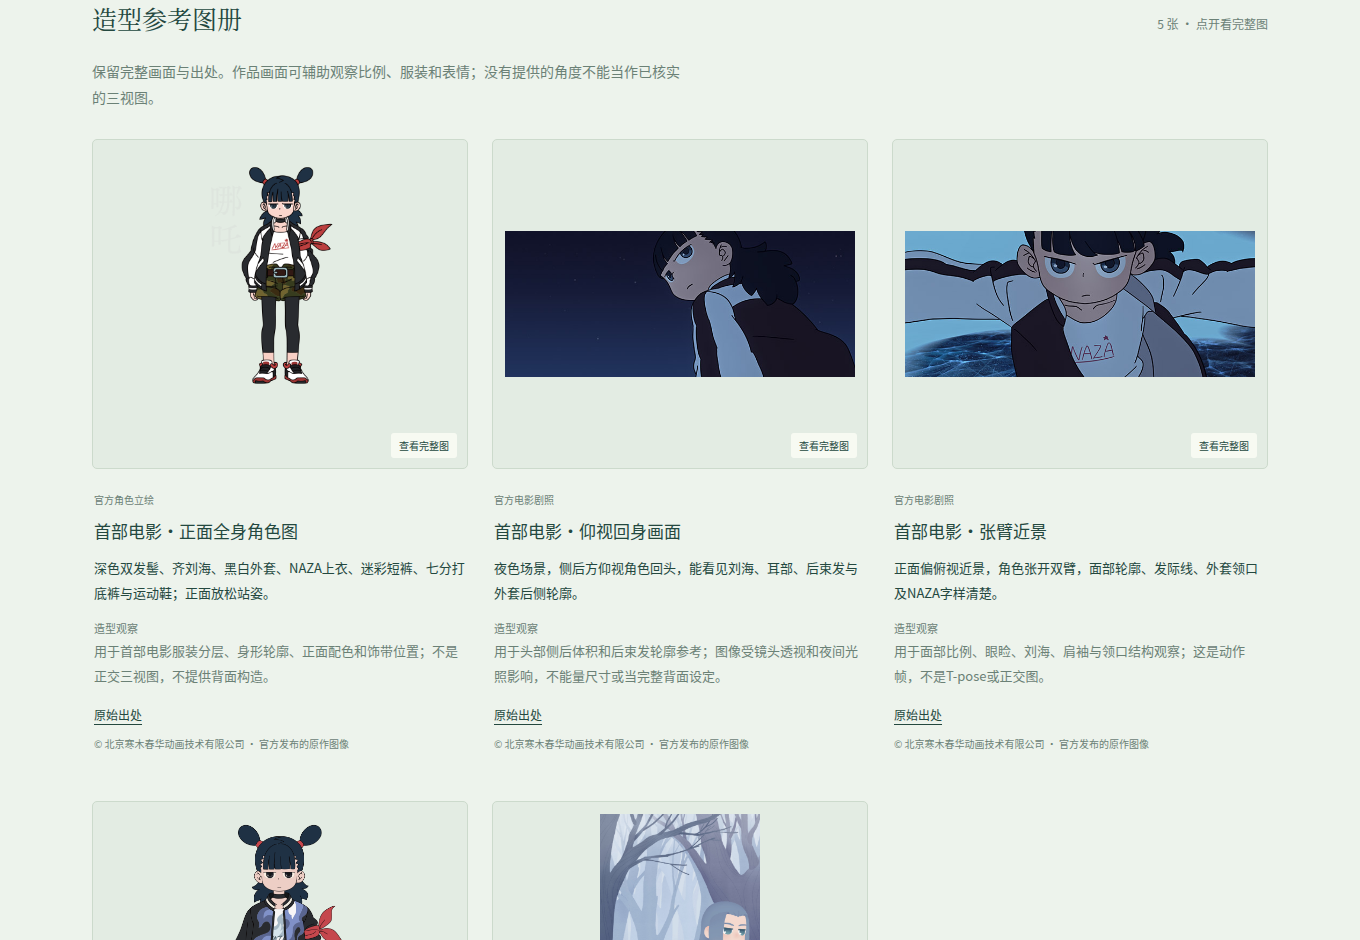 造型参考图册
5 张 · 点开看完整图
保留完整画面与出处。作品画面可辅助观察比例、服装和表情；没有提供的角度不能当作已核实
的三视图。
哪
吒
NAZA
查看完整图
NAZA
查看完整图
查看完整图
官方角色立绘
首部电影·正面全身角色图
深色双发髻、齐刘海、黑白外套、NAZA上衣、迷彩短裤、七分打
底裤与运动鞋；正面放松站姿。
造型观察
用于首部电影服装分层、身形轮廓、正面配色和饰带位置；不是
正交三视图，不提供背面构造。
原始出处
© 北京寒木春华动画技术有限公司 · 官方发布的原作图像
官方电影剧照
首部电影·仰视回身画面
夜色场景，侧后方仰视角色回头，能看见刘海、耳部、后束发与
外套后侧轮廓。
造型观察
用于头部侧后体积和后束发轮廓参考；图像受镜头透视和夜间光
照影响，不能量尺寸或当完整背面设定。
原始出处
© 北京寒木春华动画技术有限公司 · 官方发布的原作图像
官方电影剧照
首部电影·张臂近景
正面偏俯视近景，角色张开双臂，面部轮廓、发际线、外套领口
及NAZA字样清楚。
造型观察
用于面部比例、眼睑、刘海、肩袖与领口结构观察；这是动作
帧，不是T-pose或正交图。
原始出处
© 北京寒木春华动画技术有限公司 · 官方发布的原作图像